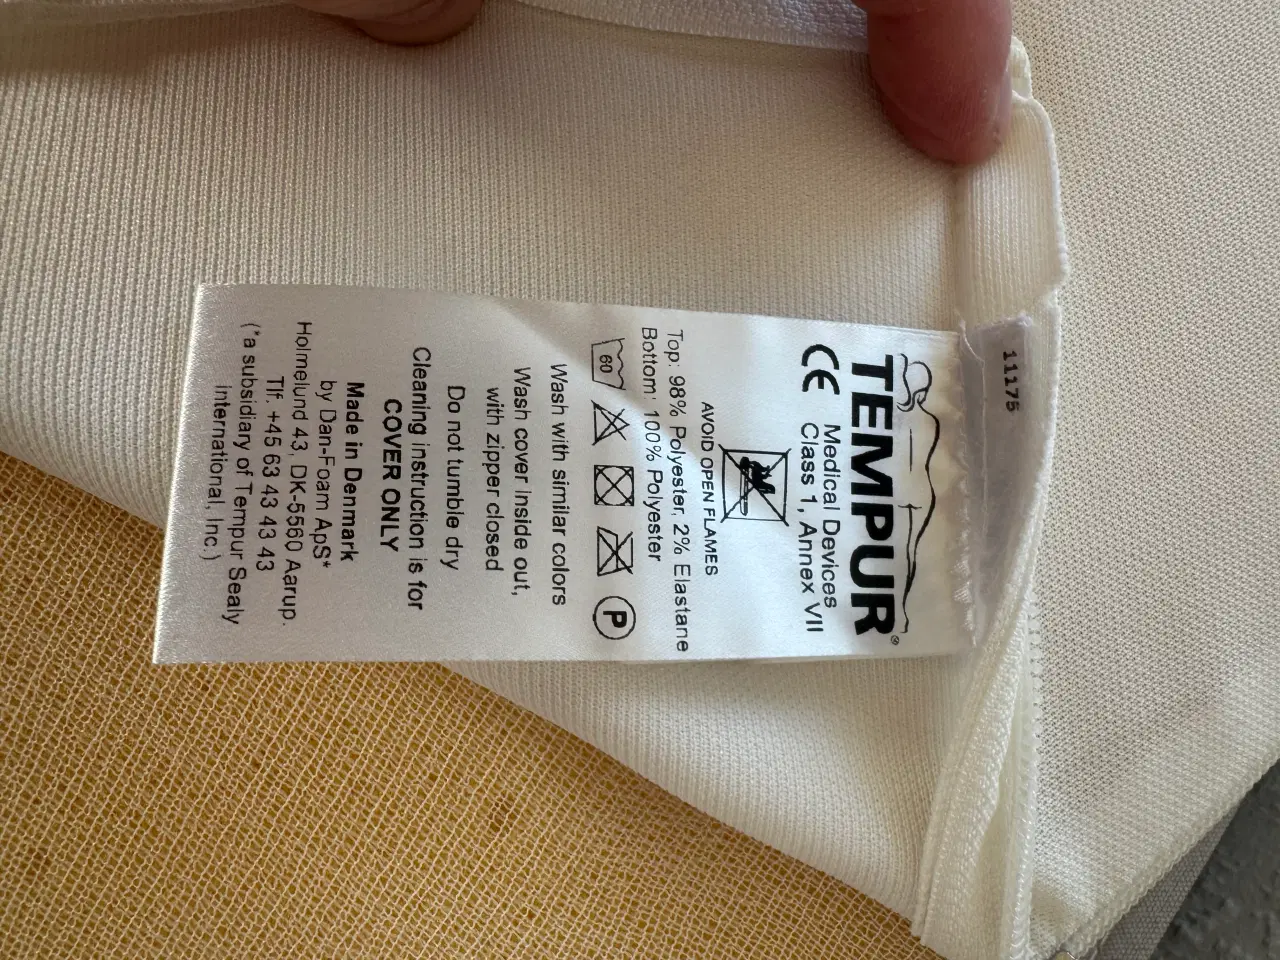 11175
TEMPUR®
CE Medical Devices
Class 1, Annex VII
AVOID OPEN FLAMES
Top: 98% Polyester, 2% Elastane
Bottom: 100% Polyester
60
P
Wash with similar colors
Wash cover inside out,
with zipper closed
Do not tumble dry
Cleaning instruction is for
COVER ONLY
Made in Denmark
by Dan-Foam ApS*
Holmelund 43, DK-5560 Aarup.
Tlf. +45 63 43 43 43
(*a subsidiary of Tempur Sealy
International, Inc.)